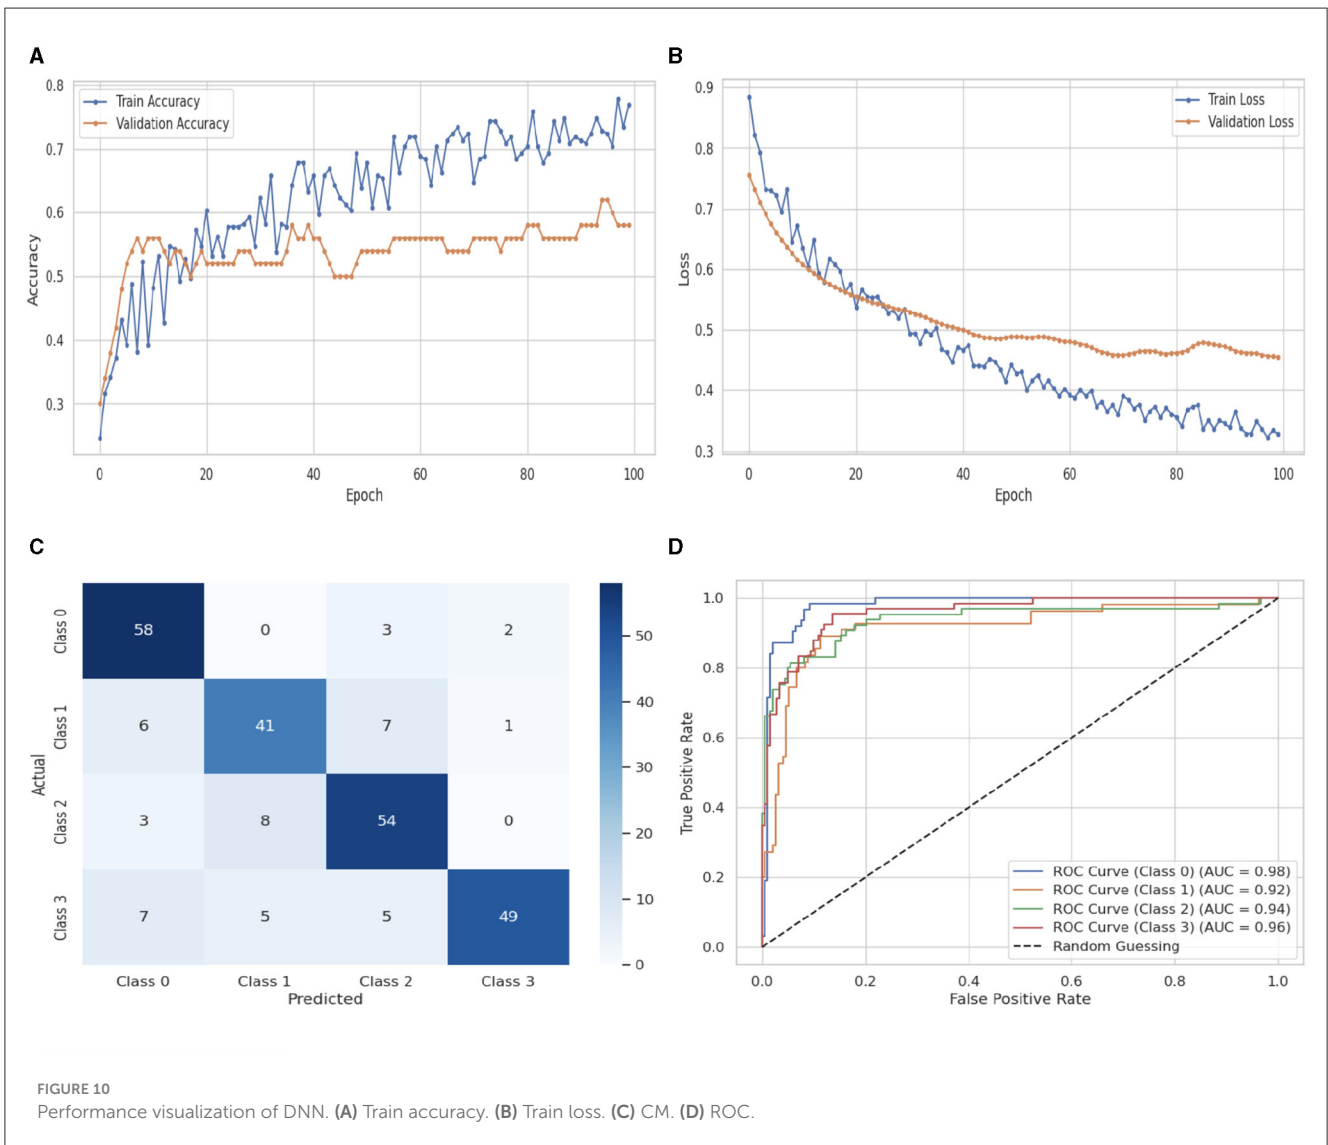 A
0.8
0.7
0.6
0.5
0.4
0.3
Accuracy
Train Accuracy
Validation Accuracy
0 20 40 60 80 100
Epoch
B
0.9
0.8
0.7
0.6
0.5
0.4
0.3
Loss
Train Loss
Validation Loss
0 20 40 60 80 100
Epoch
C
Actual
Class 0
58 0 3 2
Class 1
6 41 7 1
Class 2
3 8 54 0
Class 3
7 5 5 49
Class 0 Class 1 Class 2 Class 3
Predicted
50
40
30
20
10
0
D
1.0
0.8
0.6
0.4
0.2
0.0
True Positive Rate
ROC Curve (Class 0) (AUC = 0.98)
ROC Curve (Class 1) (AUC = 0.92)
ROC Curve (Class 2) (AUC = 0.94)
ROC Curve (Class 3) (AUC = 0.96)
Random Guessing
0.0 0.2 0.4 0.6 0.8 1.0
False Positive Rate
FIGURE 10
Performance visualization of DNN. (A) Train accuracy. (B) Train loss. (C) CM. (D) ROC.